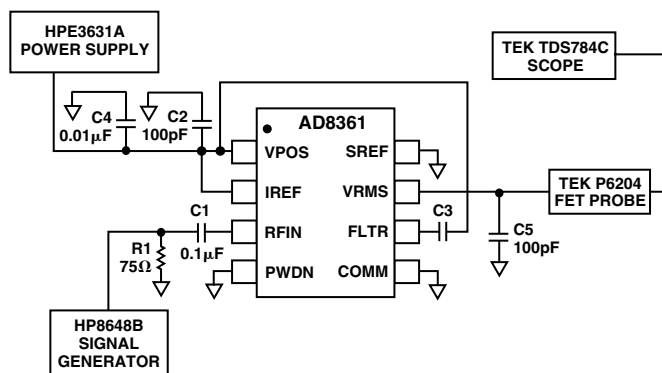 HPE3631A
POWER SUPPLY
TEK TDS784C
SCOPE
C4
0.01μF
C2
100pF
AD8361
VPOS
SREF
IREF
VRMS
TEK P6204
FET PROBE
C1
0.1μF
RFIN
FLTR
C3
C5
100pF
R1
75Ω
PWDN
COMM
HP8648B
SIGNAL
GENERATOR